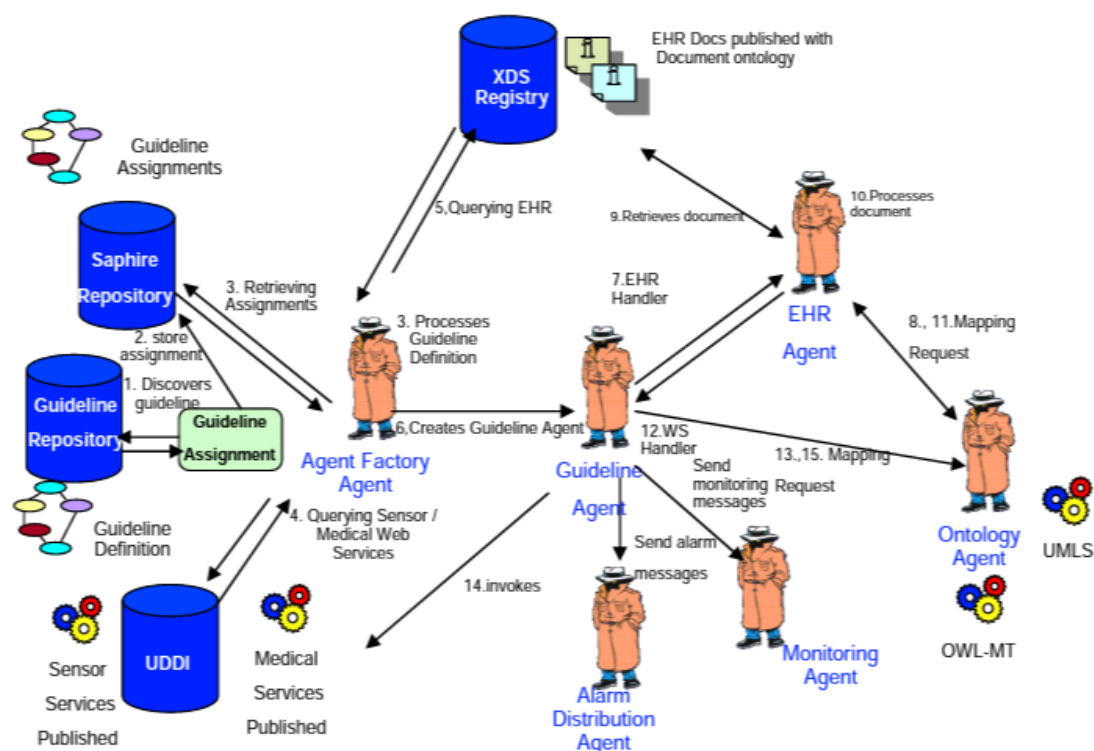 EHR Docs published with
Document ontology
XDS
Registry
Guideline
Assignments
5,Querying EHR
9.Retrieves document
10.Processes
document
Saphire
Repository
3. Retrieving
Assignments
3. Processes
Guideline
Definition
7.EHR
Handler
EHR
Agent
8., 11.Mapping
Request
2. store
assignment
1. Discovers
guideline
Guideline
Repository
Guideline
Assignment
6,Creates Guideline Agent
Agent Factory
Agent
12.WS
Handler
Guideline
Agent
13.,15. Mapping
Request
Send
monitoring
messages
Ontology
Agent
UMLS
OWL-MT
Guideline
Definition
4. Querying Sensor /
Medical Web
Services
Send alarm
messages
14.invokes
UDDI
Sensor
Services
Published
Medical
Services
Published
Monitoring
Agent
Alarm
Distribution
Agent